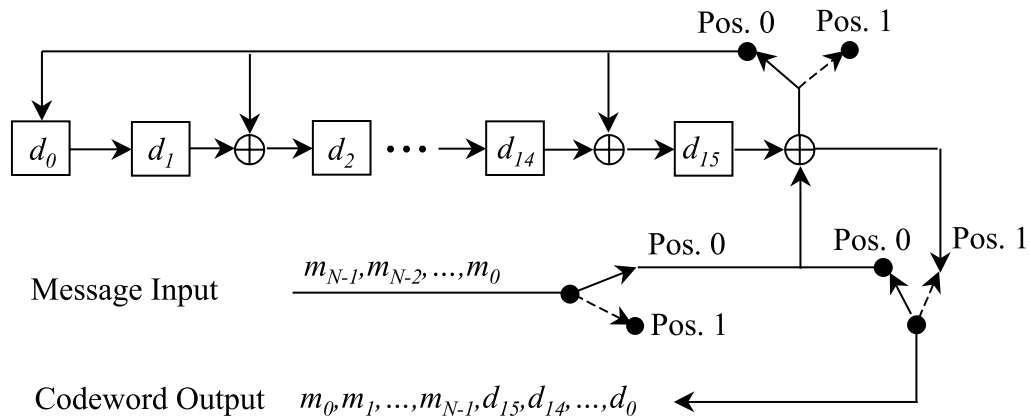 Pos. 0 Pos. 1
d0 d1 d2 ••• d14 d15
Pos. 0 Pos. 0 Pos. 1
Message Input mN-1,mN-2,...,m0
Pos. 1
Codeword Output m0,m1,...,mN-1,d15,d14,...,d0